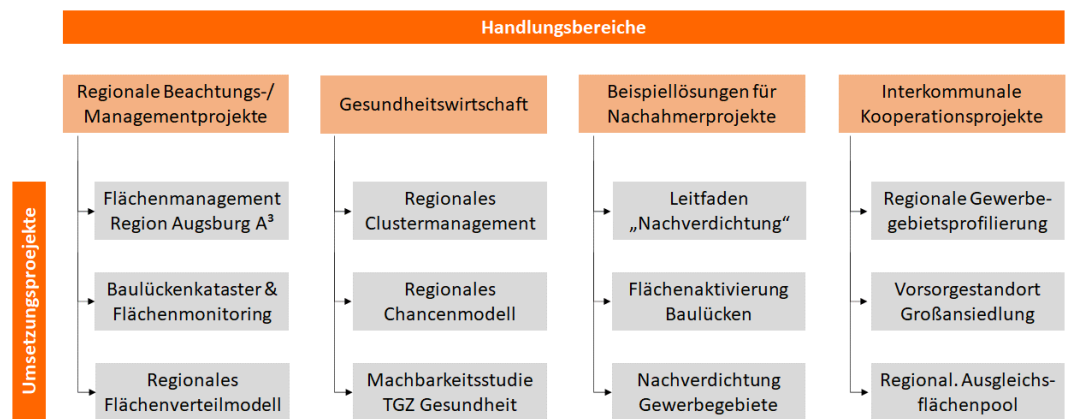 Handlungsbereiche
Regionale Beachtungs-/
Managementprojekte
Gesundheitswirtschaft
Beispiellösungen für
Nachahmerprojekte
Interkommunale
Kooperationsprojekte
Umsetzungsproejekte
Flächenmanagement
Region Augsburg A³
Regionales
Clustermanagement
Leitfaden
„Nachverdichtung“
Regionale Gewerbe-
gebietsprofilierung
Baulückenkataster &
Flächenmonitoring
Regionales
Chancenmodell
Flächenaktivierung
Baulücken
Vorsorgestandort
Großansiedlung
Regionales
Flächenverteilmodell
Machbarkeitsstudie
TGZ Gesundheit
Nachverdichtung
Gewerbegebiete
Regional. Ausgleichs-
flächenpool